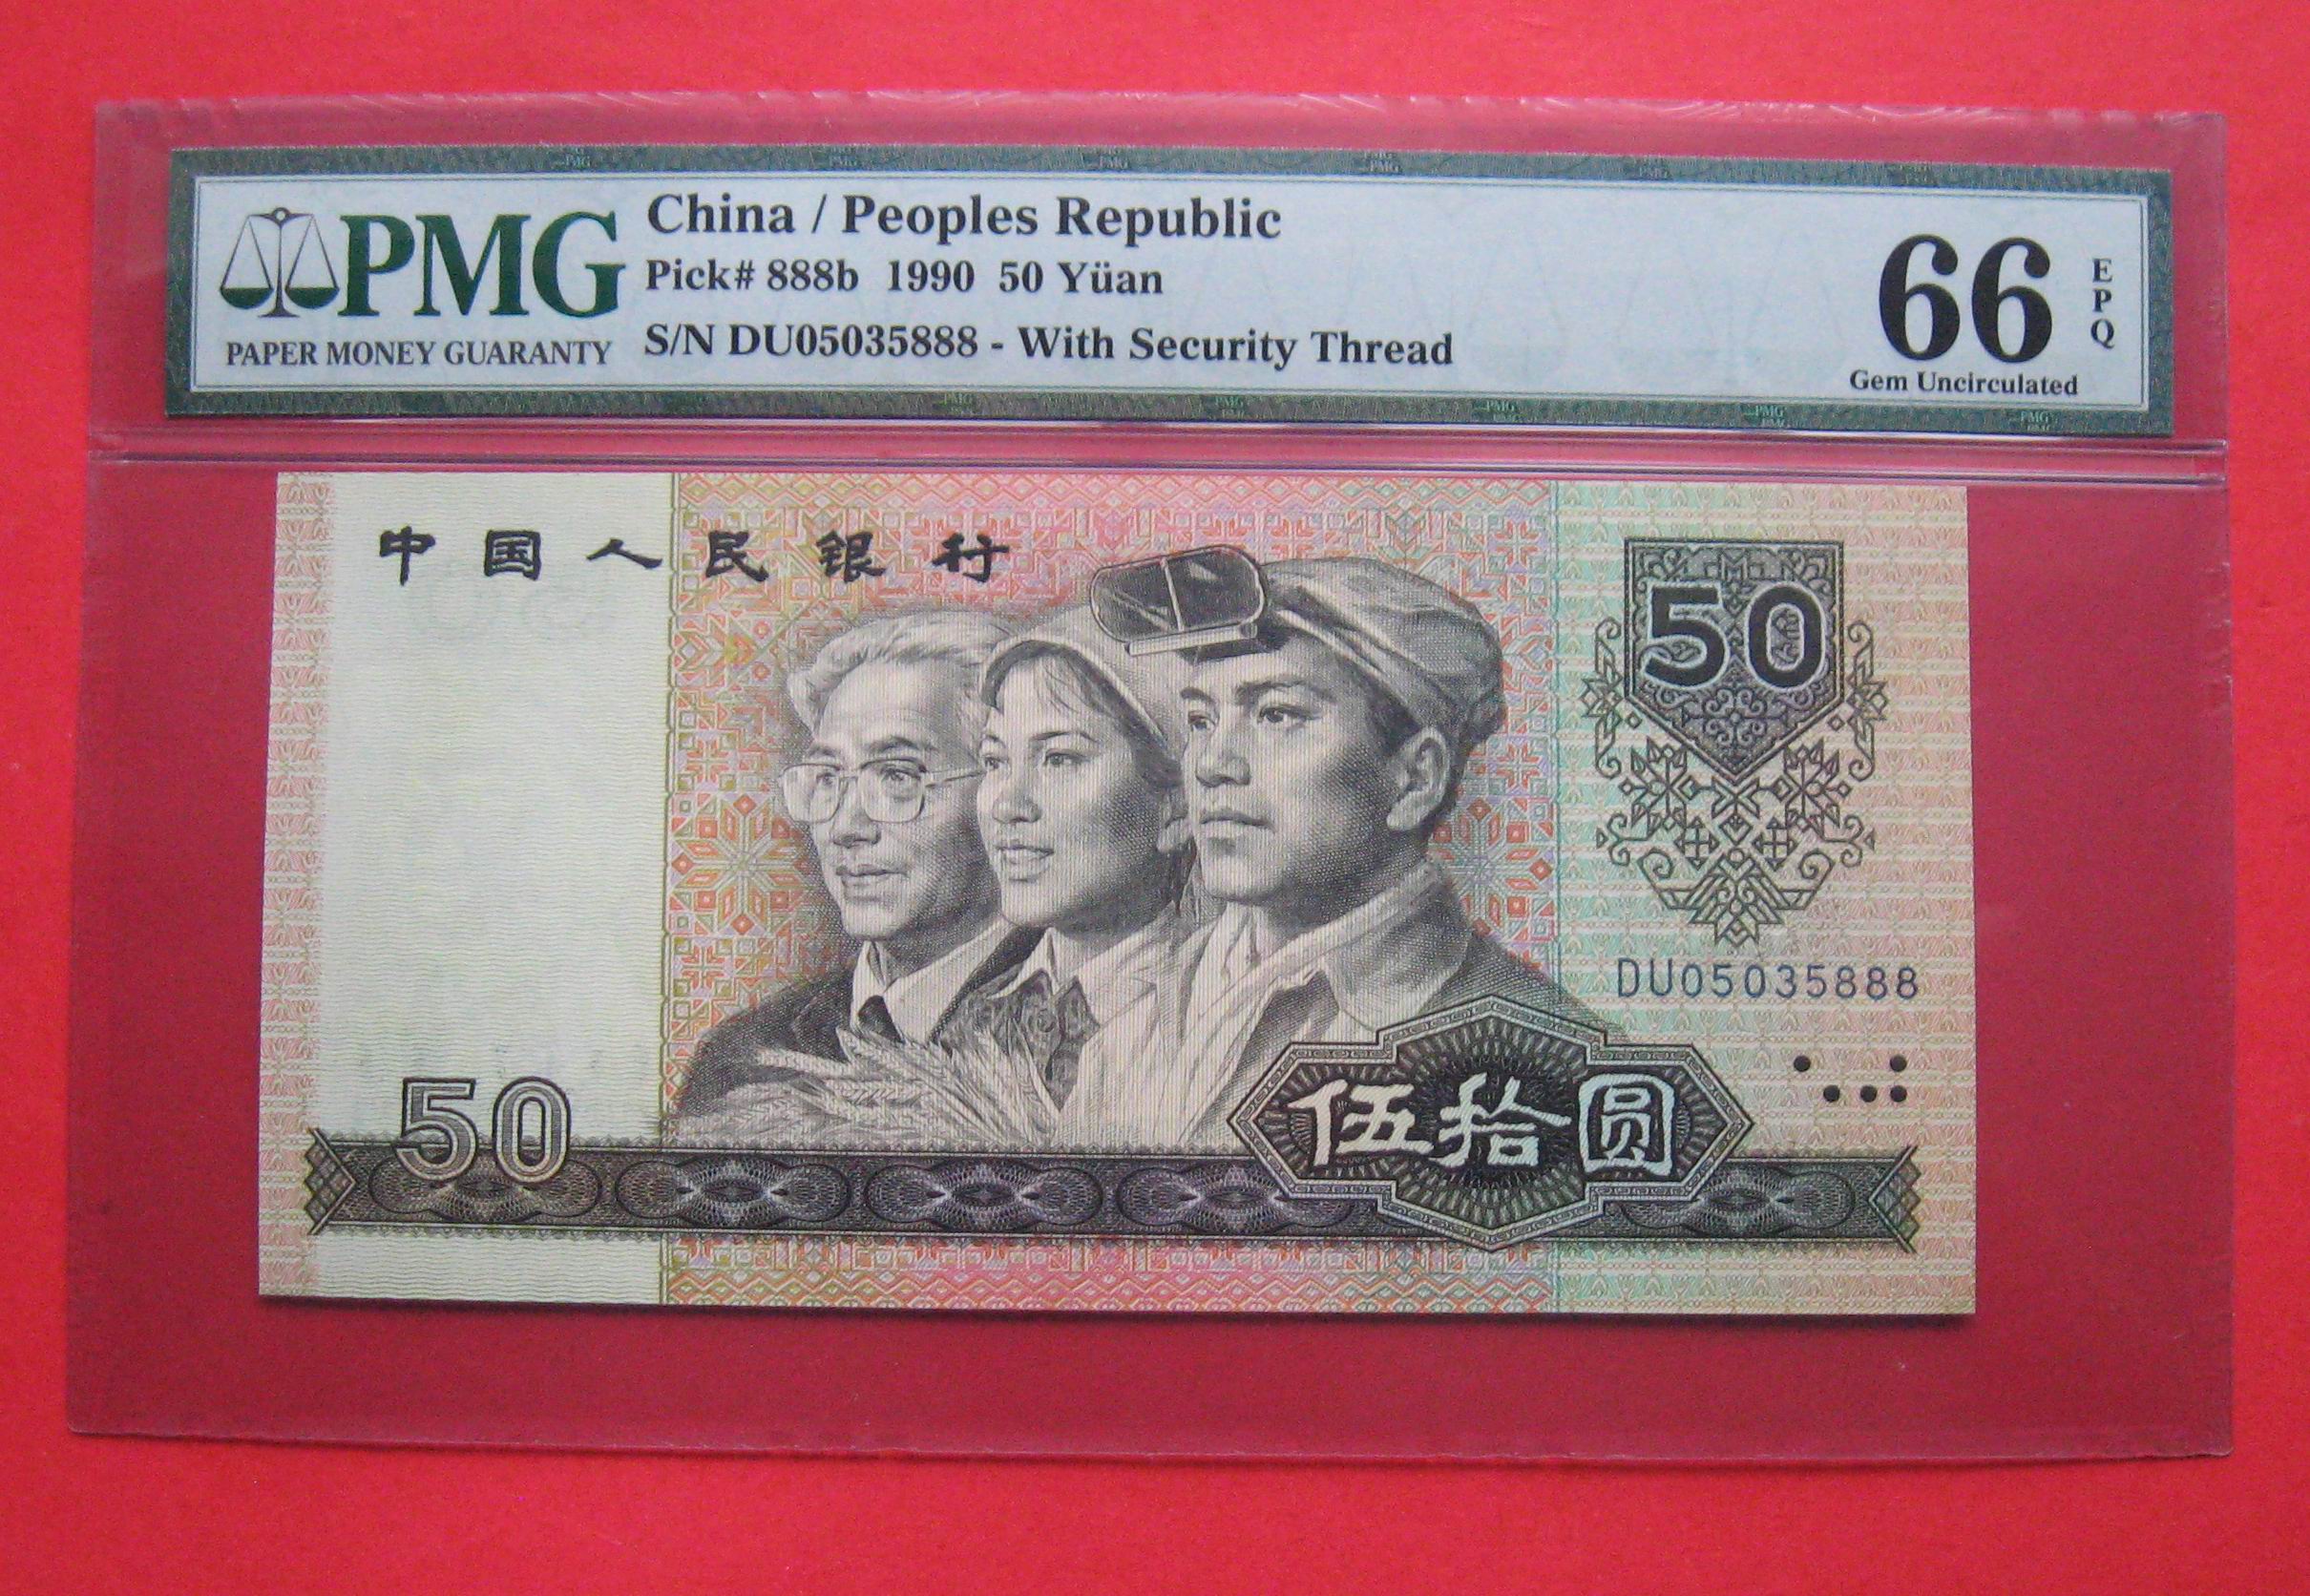 PMG
PAPER MONEY GUARANTY
China / Peoples Republic
Pick# 888b 1990 50 Yüan
S/N DU05035888 - With Security Thread
66
EPQ
Gem Uncirculated
中国人民银行
50
DU05035888
50
伍拾圆